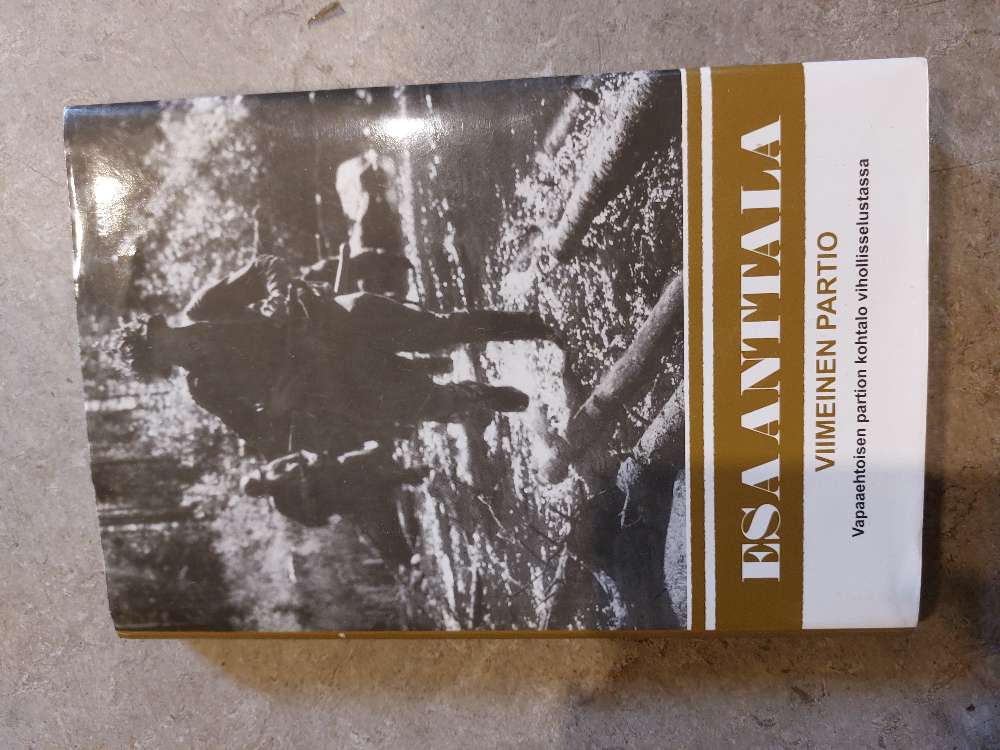 ESA ANTTALA
VIIMEINEN PARTIO
Vapaaehtoisen partion kohtalo vihollisselustassa